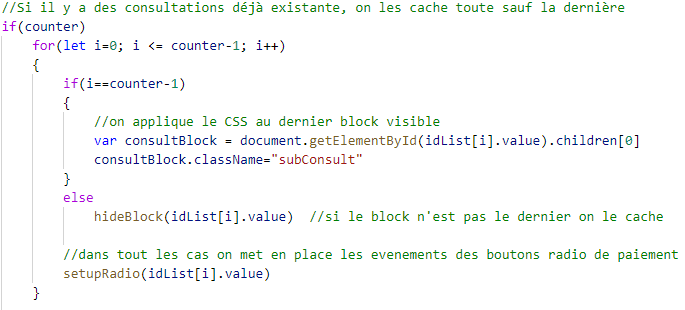 //Si il y a des consultations déjà existante, on les cache toute sauf la dernière
if(counter)
for(let i=0; i <= counter-1; i++)
{
if(i==counter-1)
{
//on applique le CSS au dernier block visible
var consultBlock = document.getElementById(idList[i].value).children[0]
consultBlock.className="subConsult"
}
else
hideBlock(idList[i].value)  //si le block n'est pas le dernier on le cache
//dans tout les cas on met en place les evenements des boutons radio de paiement
setupRadio(idList[i].value)
}